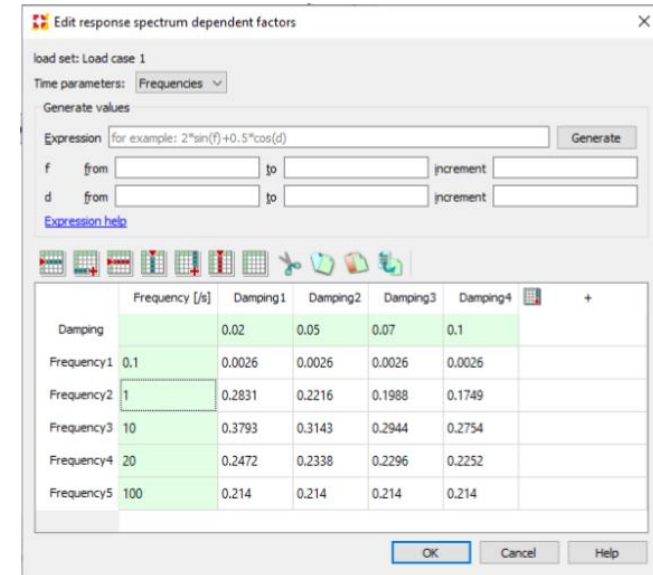 Edit response spectrum dependent factors
load set: Load case 1
Time parameters: Frequencies
Generate values
Expression for example: 2*sin(f)+0.5*cos(d) Generate
f from to increment
d from to increment
Expression help
Frequency [/s] Damping1 Damping2 Damping3 Damping4 +
Damping 0.02 0.05 0.07 0.1
Frequency1 0.1 0.0026 0.0026 0.0026 0.0026
Frequency2 1 0.2831 0.2216 0.1988 0.1749
Frequency3 10 0.3793 0.3143 0.2944 0.2754
Frequency4 20 0.2472 0.2338 0.2296 0.2252
Frequency5 100 0.214 0.214 0.214 0.214
OK Cancel Help